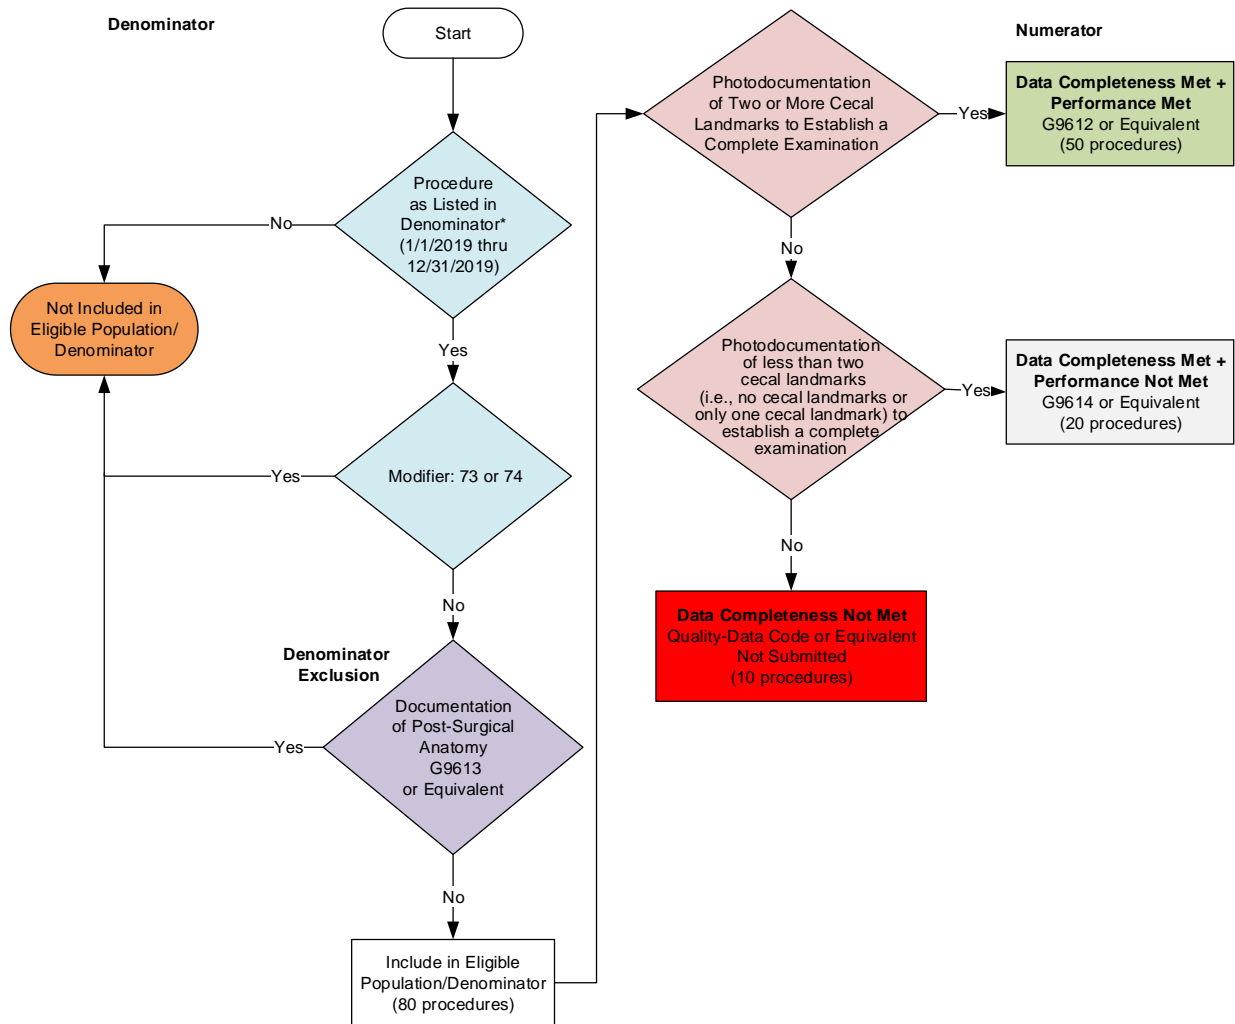 Denominator
Start
Procedure
as Listed in
Denominator*
(1/1/2019 thru
12/31/2019)
No
Not Included in
Eligible Population/
Denominator
Yes
Modifier: 73 or 74
Yes
No
Denominator
Exclusion
Documentation
of Post-Surgical
Anatomy
G9613
or Equivalent
Yes
No
Include in Eligible
Population/Denominator
(80 procedures)
Numerator
Photodocumentation
of Two or More Cecal
Landmarks to Establish a
Complete Examination
Yes
Data Completeness Met +
Performance Met
G9612 or Equivalent
(50 procedures)
No
Photodocumentation
of less than two
cecal landmarks
(i.e., no cecal landmarks or
only one cecal landmark) to
establish a complete
examination
Yes
Data Completeness Met +
Performance Not Met
G9614 or Equivalent
(20 procedures)
No
Data Completeness Not Met
Quality-Data Code or Equivalent
Not Submitted
(10 procedures)